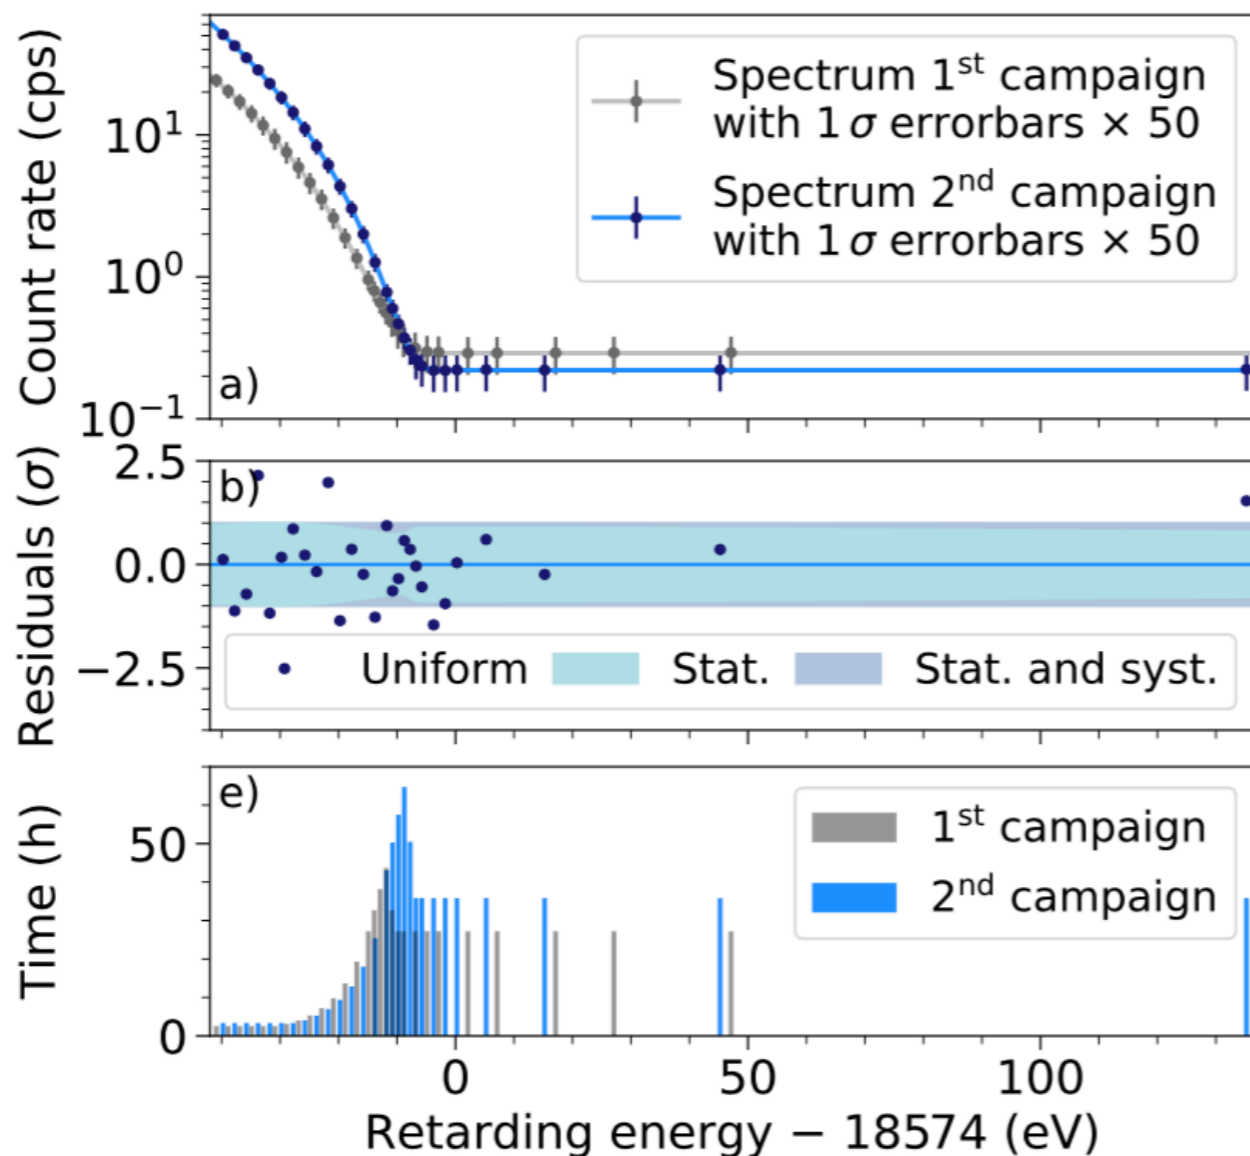 Count rate (cps)
10¹
10⁰
10⁻¹
a)
Spectrum 1ˢᵗ campaign
with 1 σ errorbars × 50
Spectrum 2ⁿᵈ campaign
with 1 σ errorbars × 50
Residuals (σ)
2.5
0.0
−2.5
b)
Uniform Stat. Stat. and syst.
Time (h)
50
0
e)
1ˢᵗ campaign
2ⁿᵈ campaign
0 50 100
Retarding energy − 18574 (eV)